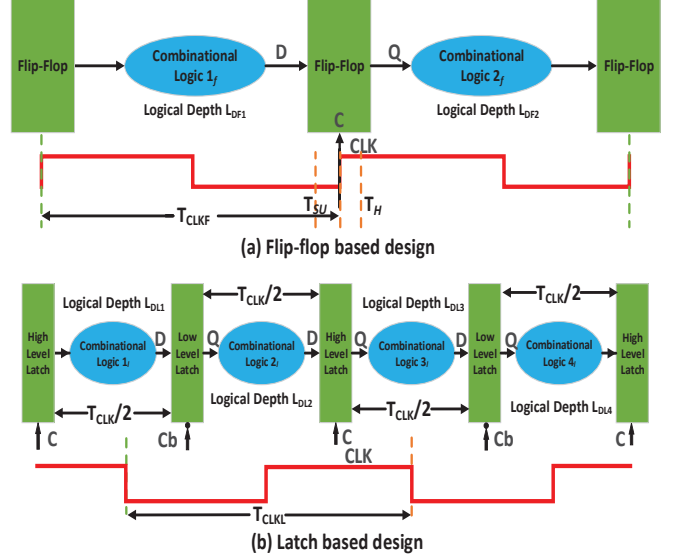 Flip-Flop
Combinational
Logic 1f
D
Flip-Flop
Q
Combinational
Logic 2f
Flip-Flop
Logical Depth LDF1
Logical Depth LDF2
C
CLK
TCLKF
TSU
TH
(a) Flip-flop based design
Logical Depth LDL1
TCLK/2
Logical Depth LDL3
TCLK/2
High
Level
Latch
Combinational
Logic 1l
D
Low
Level
Latch
Q
Combinational
Logic 2l
D
High
Level
Latch
Q
Combinational
Logic 3l
D
Low
Level
Latch
Q
Combinational
Logic 4l
High
Level
Latch
TCLK/2
Logical Depth LDL2
TCLK/2
Logical Depth LDL4
C
Cb
C
Cb
C
CLK
TCLKL
(b) Latch based design